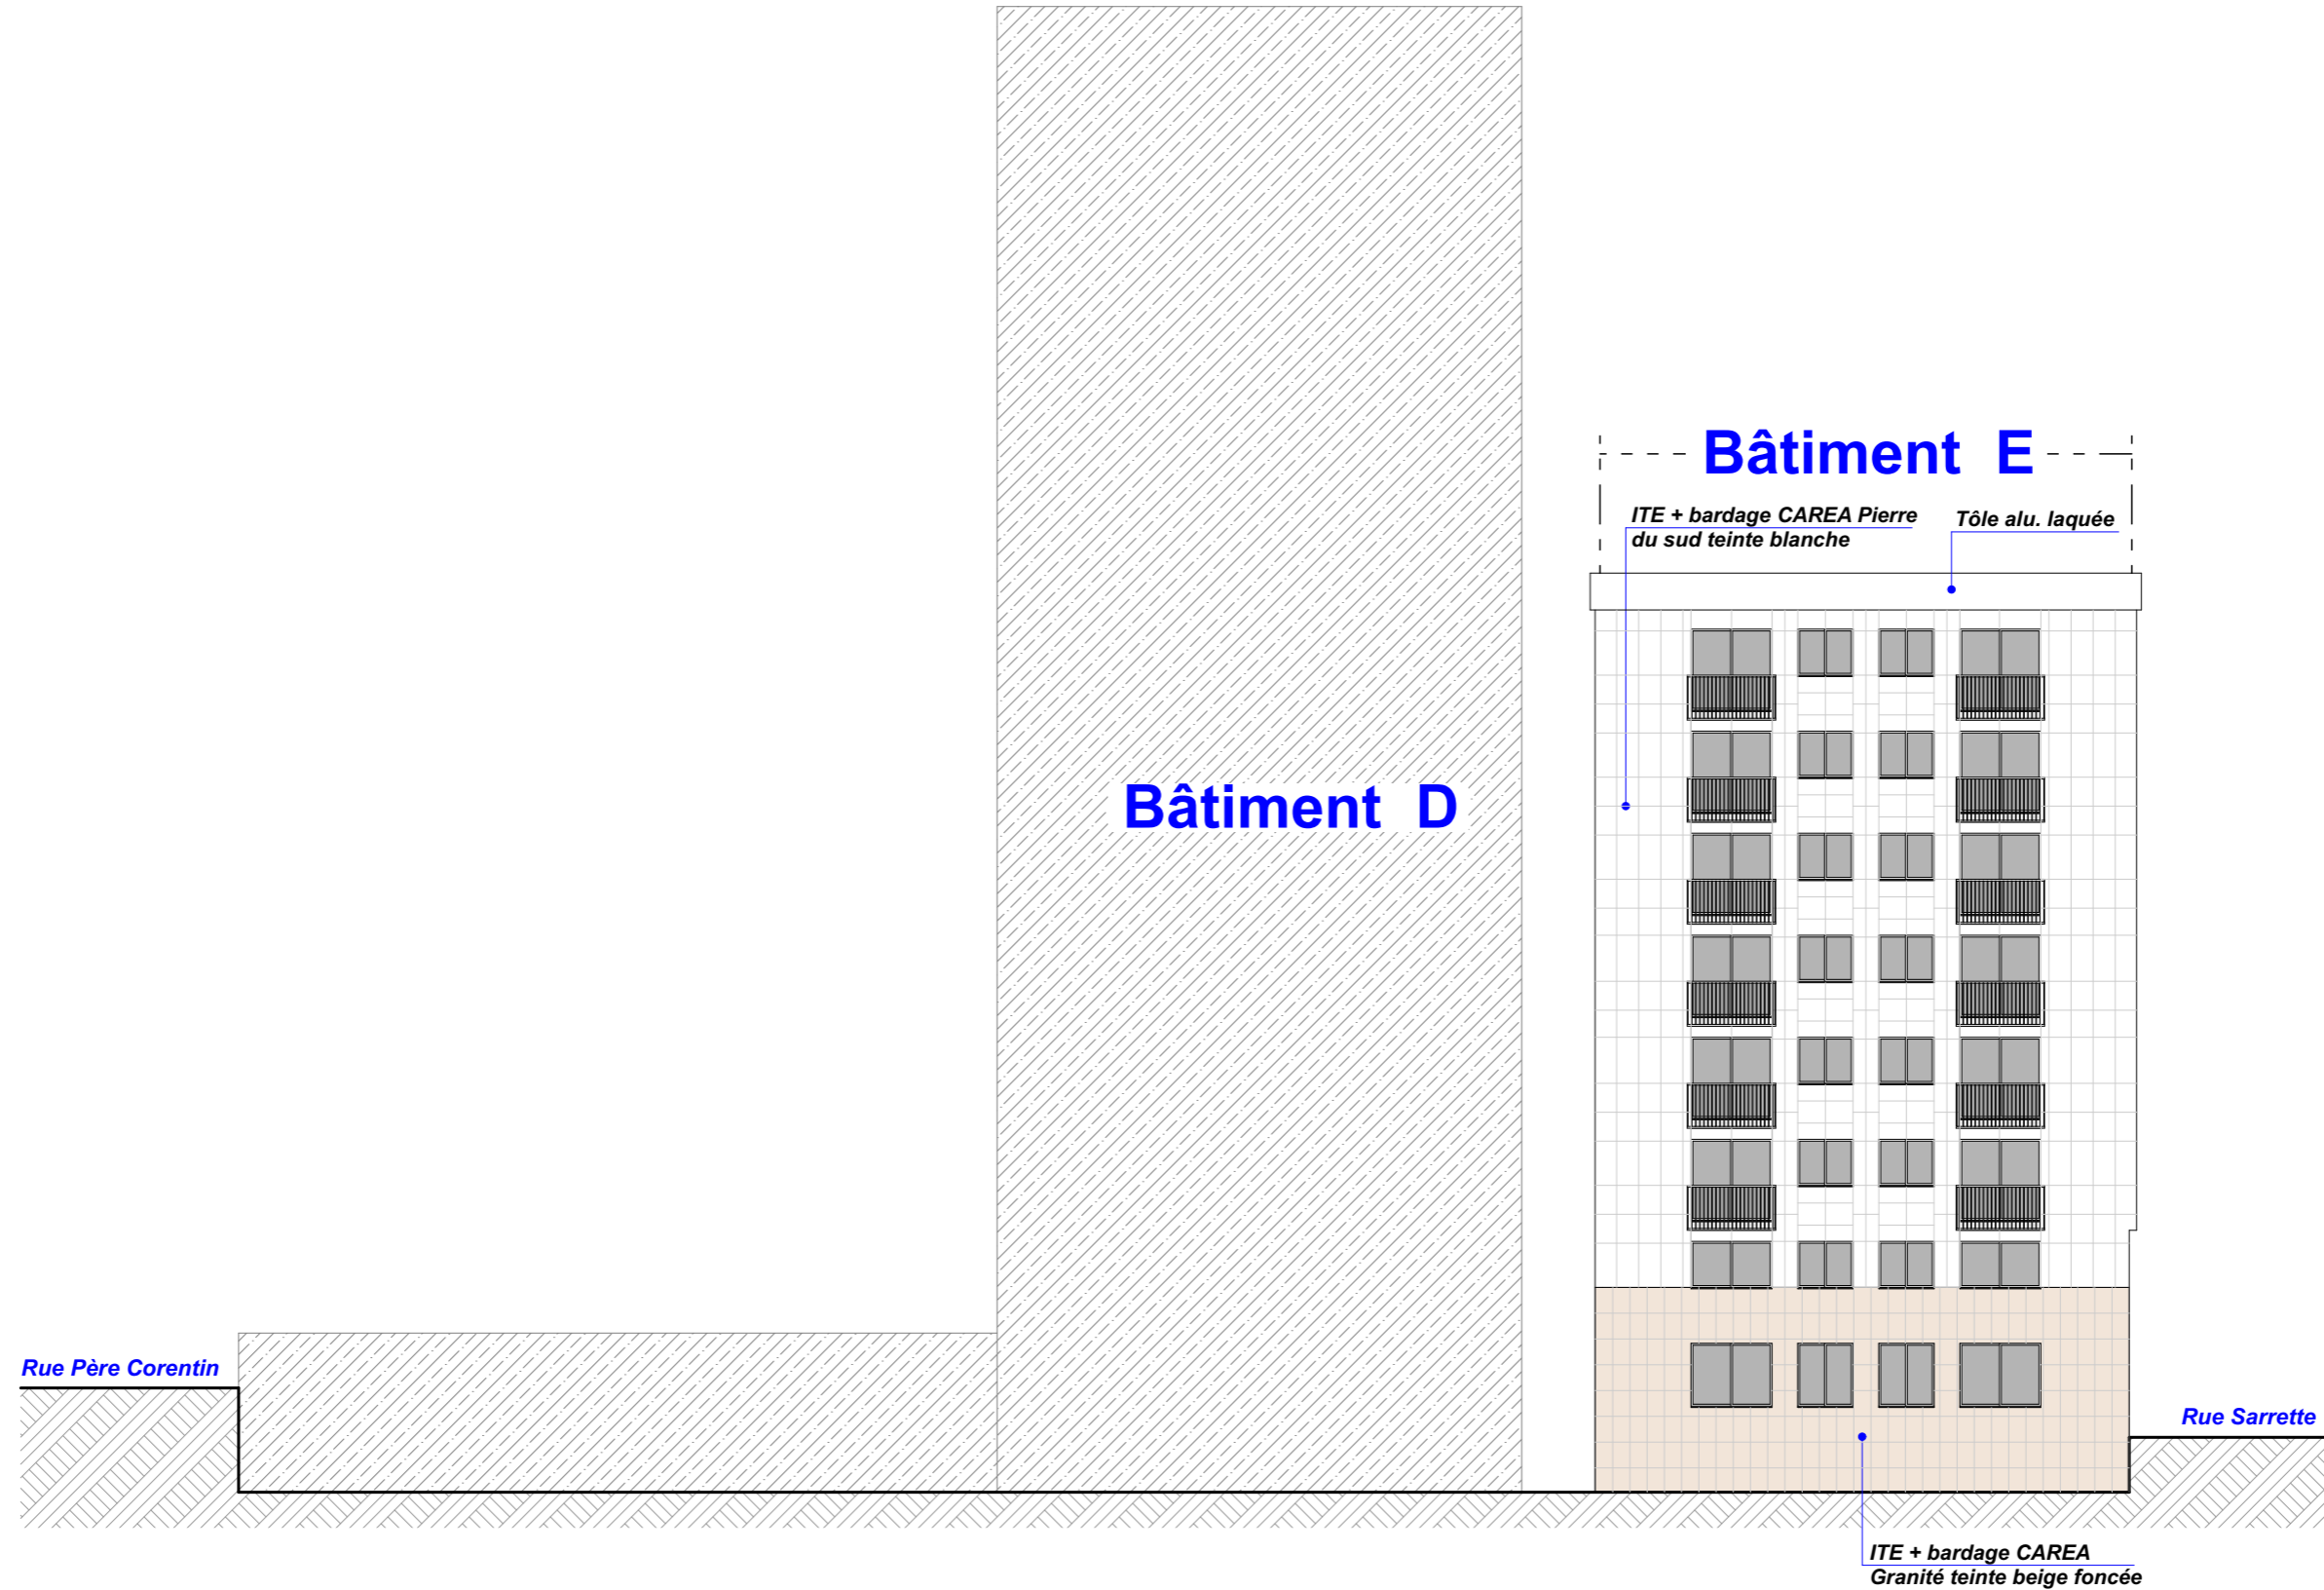 Bâtiment E
ITE + bardage CAREA Pierre
du sud teinte blanche
Tôle alu. laquée
Bâtiment D
Rue Père Corentin
Rue Sarrette
ITE + bardage CAREA
Granité teinte beige foncée